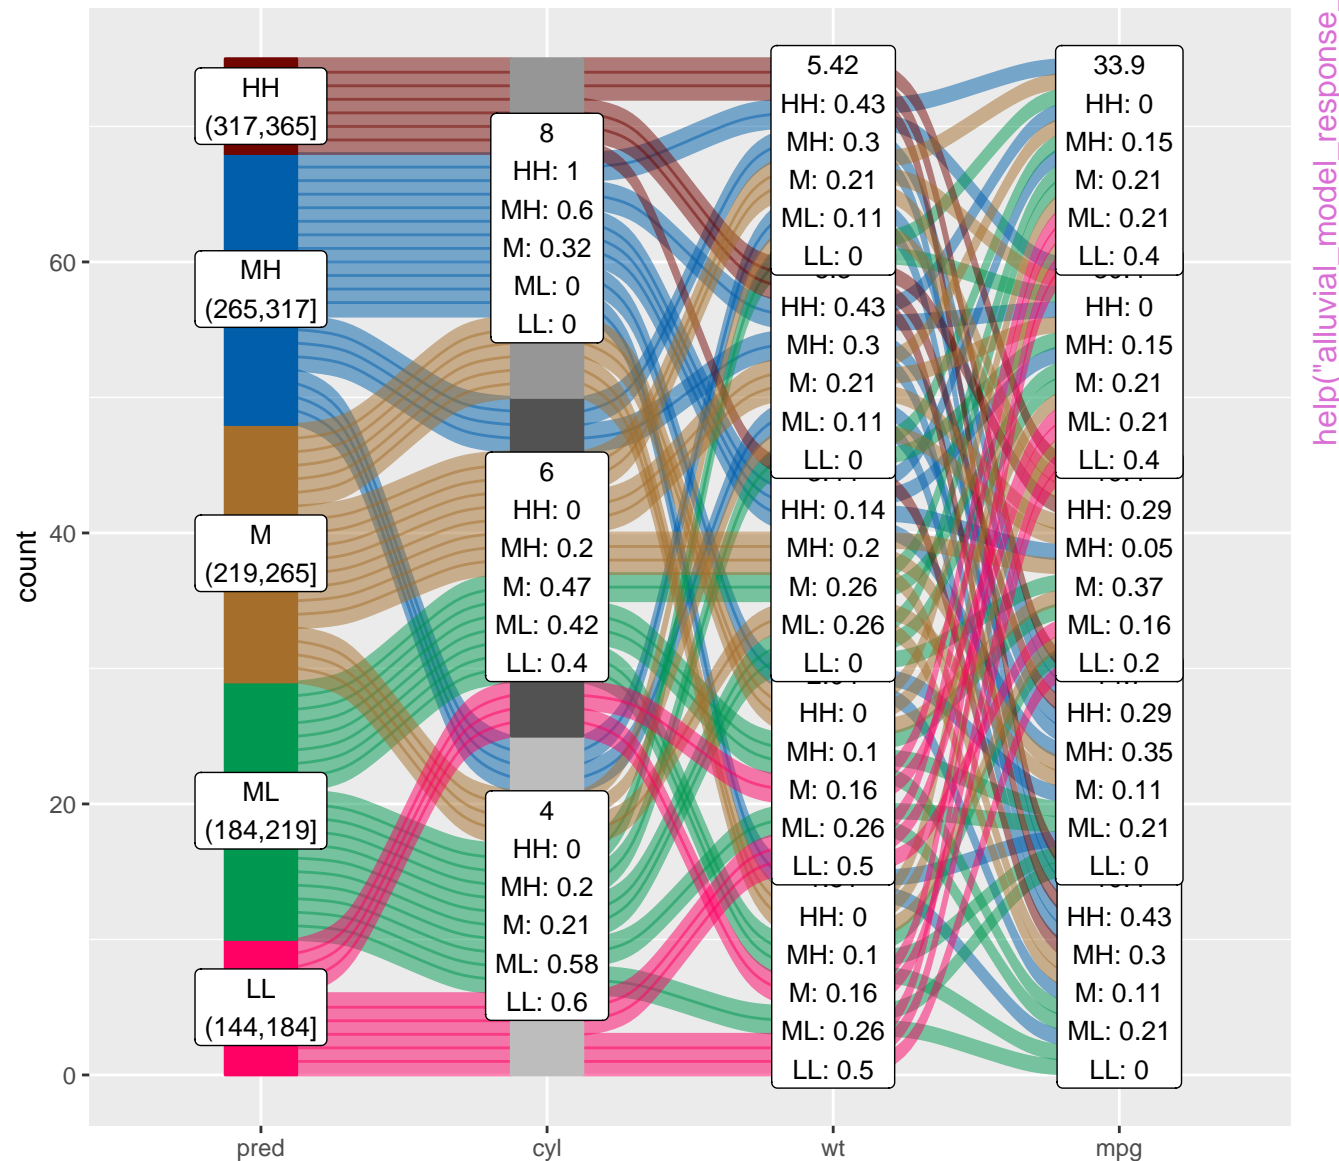 count
60
40
20
0
HH
(317,365]
MH
(265,317]
M
(219,265]
ML
(184,219]
LL
(144,184]
8
HH: 1
MH: 0.6
M: 0.32
ML: 0
LL: 0
6
HH: 0
MH: 0.2
M: 0.47
ML: 0.42
LL: 0.4
4
HH: 0
MH: 0.2
M: 0.21
ML: 0.58
LL: 0.6
5.42
HH: 0.43
MH: 0.3
M: 0.21
ML: 0.11
LL: 0
HH: 0.43
MH: 0.3
M: 0.21
ML: 0.11
LL: 0
HH: 0.14
MH: 0.2
M: 0.26
ML: 0.26
LL: 0
HH: 0
MH: 0.1
M: 0.16
ML: 0.26
LL: 0.5
HH: 0
MH: 0.1
M: 0.16
ML: 0.26
LL: 0.5
33.9
HH: 0
MH: 0.15
M: 0.21
ML: 0.21
LL: 0.4
HH: 0
MH: 0.15
M: 0.21
ML: 0.21
LL: 0.4
HH: 0.29
MH: 0.05
M: 0.37
ML: 0.16
LL: 0.2
HH: 0.29
MH: 0.35
M: 0.11
ML: 0.21
LL: 0
HH: 0.43
MH: 0.3
M: 0.11
ML: 0.21
LL: 0
pred
cyl
wt
mpg
help("alluvial_model_response_